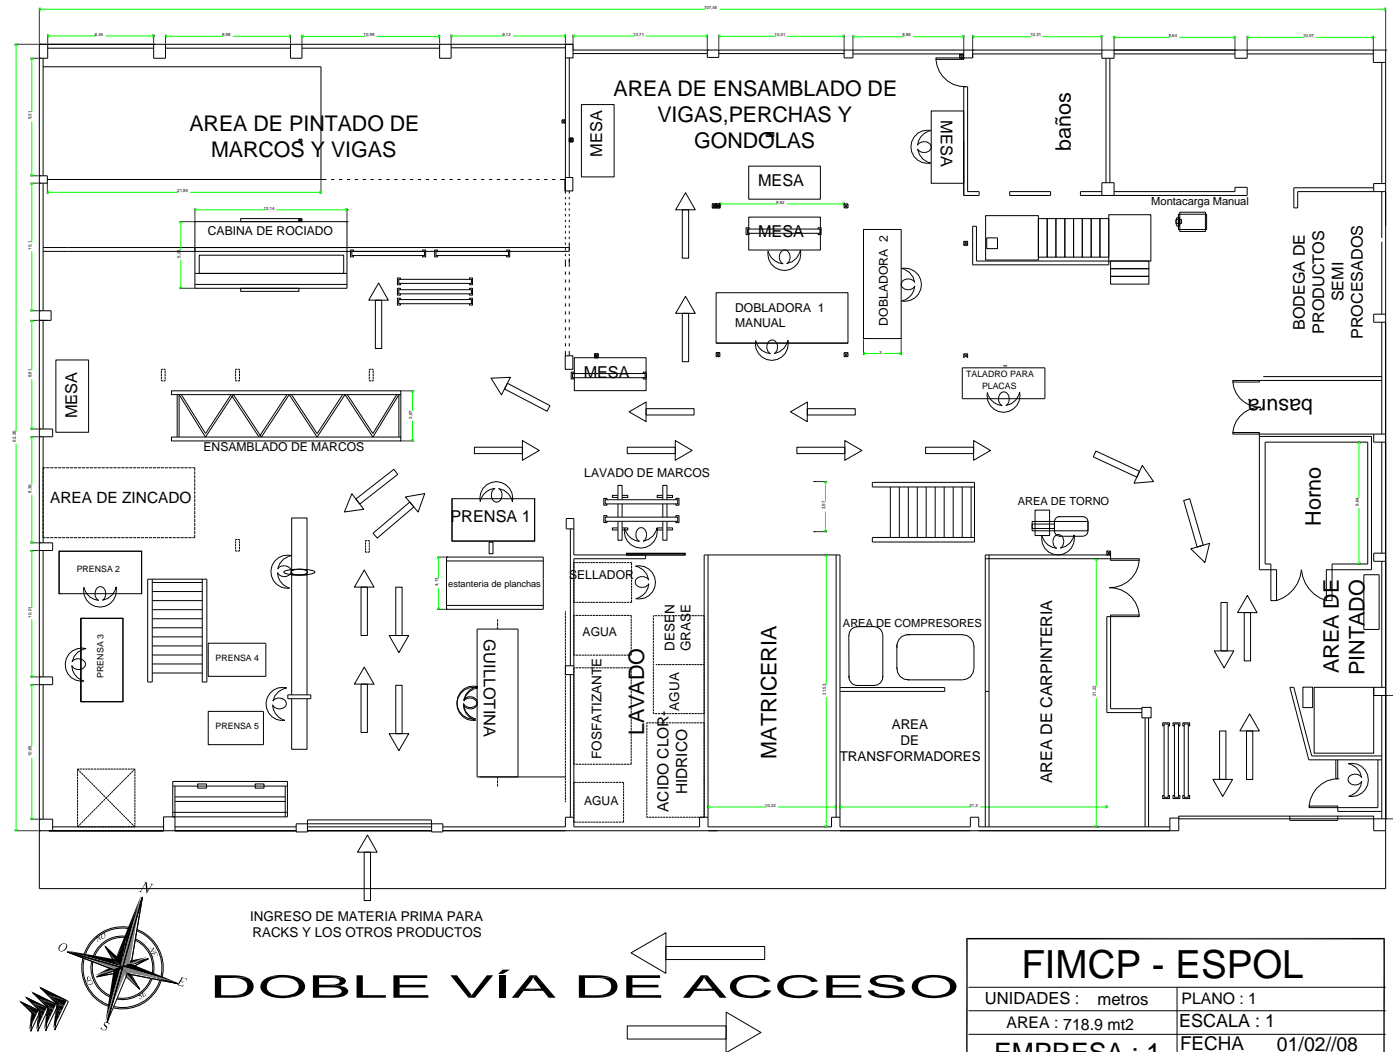 107.65
AREA DE PINTADO DE
MARCOS Y VIGAS
AREA DE ENSAMBLADO DE
VIGAS,PERCHAS Y
GONDOLAS
MESA
MESA
baños
MESA
MESA
CABINA DE ROCIADO
Montacarga Manual
DOBLADORA 2
DOBLADORA 1
MANUAL
BODEGA DE
PRODUCTOS
SEMI
PROCESADOS
MESA
MESA
TALADRO PARA
PLACAS
basura
ENSAMBLADO DE MARCOS
LAVADO DE MARCOS
AREA DE ZINCADO
PRENSA 1
AREA DE TORNO
Horno
PRENSA 2
estanteria de planchas
SELLADOR
PRENSA 3
PRENSA 4
PRENSA 5
GUILLOTINA
AGUA
FOSFATIZANTE
AGUA
LAVADO
DESEN
GRASE
AGUA
ACIDO CLOR-
HIDRICO
MATRICERIA
AREA DE COMPRESORES
AREA
DE
TRANSFORMADORES
AREA DE CARPINTERIA
AREA DE
PINTADO
INGRESO DE MATERIA PRIMA PARA
RACKS Y LOS OTROS PRODUCTOS
N
O
E
S
DOBLE VÍA DE ACCESO
FIMCP - ESPOL
UNIDADES : metros
PLANO : 1
AREA : 718.9 mt2
ESCALA : 1
EMPRESA : 1
FECHA 01/02//08